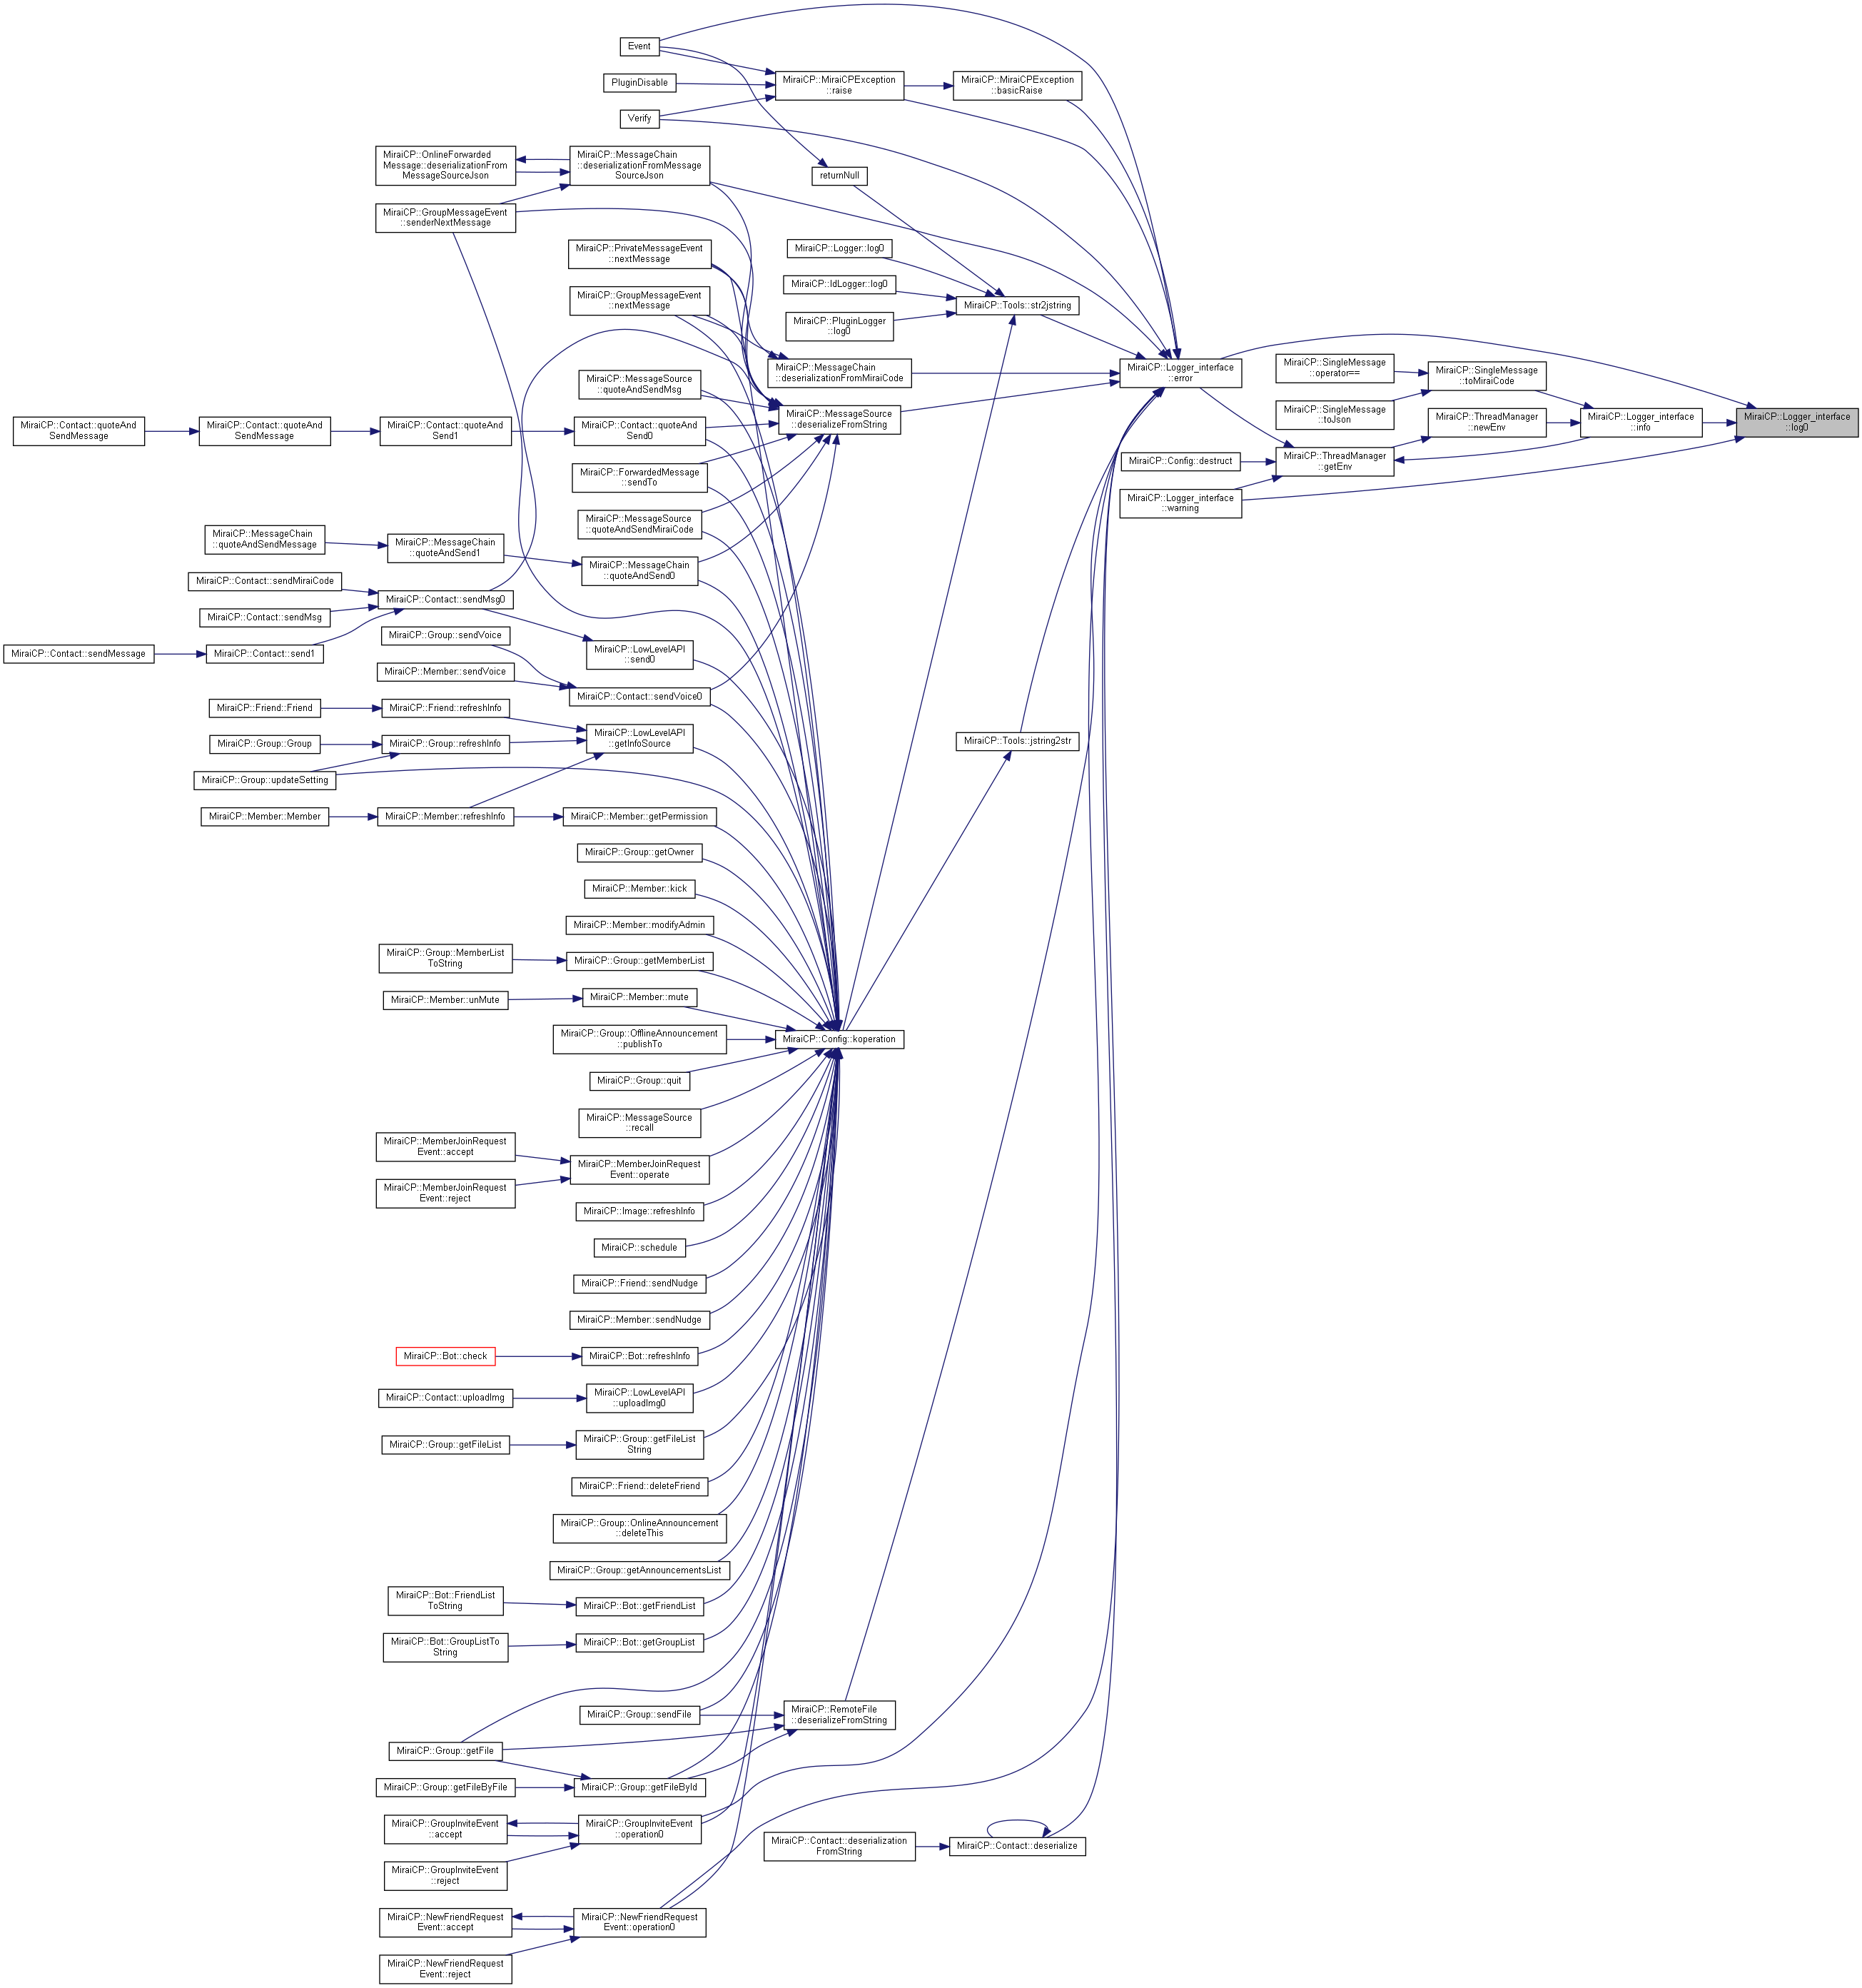 Event
PluginDisable
Verify
MiraiCP::MiraiCPException
::raise
MiraiCP::MiraiCPException
::basicRaise
MiraiCP::OnlineForwarded
Message::deserializationFrom
MessageSourceJson
MiraiCP::MessageChain
::deserializationFromMessage
SourceJson
returnNull
MiraiCP::GroupMessageEvent
::senderNextMessage
MiraiCP::PrivateMessageEvent
::nextMessage
MiraiCP::Logger::log0
MiraiCP::IdLogger::log0
MiraiCP::GroupMessageEvent
::nextMessage
MiraiCP::PluginLogger
::log0
MiraiCP::Tools::str2jstring
MiraiCP::MessageChain
::deserializationFromMiraiCode
MiraiCP::Logger_interface
::error
MiraiCP::SingleMessage
::operator==
MiraiCP::SingleMessage
::toMiraiCode
MiraiCP::SingleMessage
::toJson
MiraiCP::ThreadManager
::newEnv
MiraiCP::Logger_interface
::info
MiraiCP::Logger_interface
::log0
MiraiCP::MessageSource
::quoteAndSendMsg
MiraiCP::MessageSource
::deserializeFromString
MiraiCP::Contact::quoteAnd
SendMessage
MiraiCP::Contact::quoteAnd
SendMessage
MiraiCP::Contact::quoteAnd
Send1
MiraiCP::Contact::quoteAnd
Send0
MiraiCP::Config::destruct
MiraiCP::ThreadManager
::getEnv
MiraiCP::ForwardedMessage
::sendTo
MiraiCP::Logger_interface
::warning
MiraiCP::MessageSource
::quoteAndSendMiraiCode
MiraiCP::MessageChain
::quoteAndSendMessage
MiraiCP::MessageChain
::quoteAndSend1
MiraiCP::MessageChain
::quoteAndSend0
MiraiCP::Contact::sendMiraiCode
MiraiCP::Contact::sendMsg
MiraiCP::Contact::sendMsg0
MiraiCP::Contact::sendMessage
MiraiCP::Contact::send1
MiraiCP::Group::sendVoice
MiraiCP::LowLevelAPI
::send0
MiraiCP::Member::sendVoice
MiraiCP::Contact::sendVoice0
MiraiCP::Friend::Friend
MiraiCP::Friend::refreshInfo
MiraiCP::LowLevelAPI
::getInfoSource
MiraiCP::Group::Group
MiraiCP::Group::refreshInfo
MiraiCP::Tools::jstring2str
MiraiCP::Group::updateSetting
MiraiCP::Member::Member
MiraiCP::Member::refreshInfo
MiraiCP::Member::getPermission
MiraiCP::Group::getOwner
MiraiCP::Member::kick
MiraiCP::Member::modifyAdmin
MiraiCP::Group::MemberList
ToString
MiraiCP::Group::getMemberList
MiraiCP::Member::unMute
MiraiCP::Member::mute
MiraiCP::Group::OfflineAnnouncement
::publishTo
MiraiCP::Config::koperation
MiraiCP::Group::quit
MiraiCP::MessageSource
::recall
MiraiCP::MemberJoinRequest
Event::accept
MiraiCP::MemberJoinRequest
Event::operate
MiraiCP::MemberJoinRequest
Event::reject
MiraiCP::Image::refreshInfo
MiraiCP::schedule
MiraiCP::Friend::sendNudge
MiraiCP::Member::sendNudge
MiraiCP::Bot::check
MiraiCP::Bot::refreshInfo
MiraiCP::Contact::uploadImg
MiraiCP::LowLevelAPI
::uploadImg0
MiraiCP::Group::getFileList
MiraiCP::Group::getFileList
String
MiraiCP::Friend::deleteFriend
MiraiCP::Group::OnlineAnnouncement
::deleteThis
MiraiCP::Group::getAnnouncementsList
MiraiCP::Bot::FriendList
ToString
MiraiCP::Bot::getFriendList
MiraiCP::Bot::GroupListTo
String
MiraiCP::Bot::getGroupList
MiraiCP::Group::sendFile
MiraiCP::RemoteFile
::deserializeFromString
MiraiCP::Group::getFile
MiraiCP::Group::getFileByFile
MiraiCP::Group::getFileById
MiraiCP::GroupInviteEvent
::accept
MiraiCP::GroupInviteEvent
::operation0
MiraiCP::Contact::deserialization
FromString
MiraiCP::Contact::deserialize
MiraiCP::GroupInviteEvent
::reject
MiraiCP::NewFriendRequest
Event::accept
MiraiCP::NewFriendRequest
Event::operation0
MiraiCP::NewFriendRequest
Event::reject